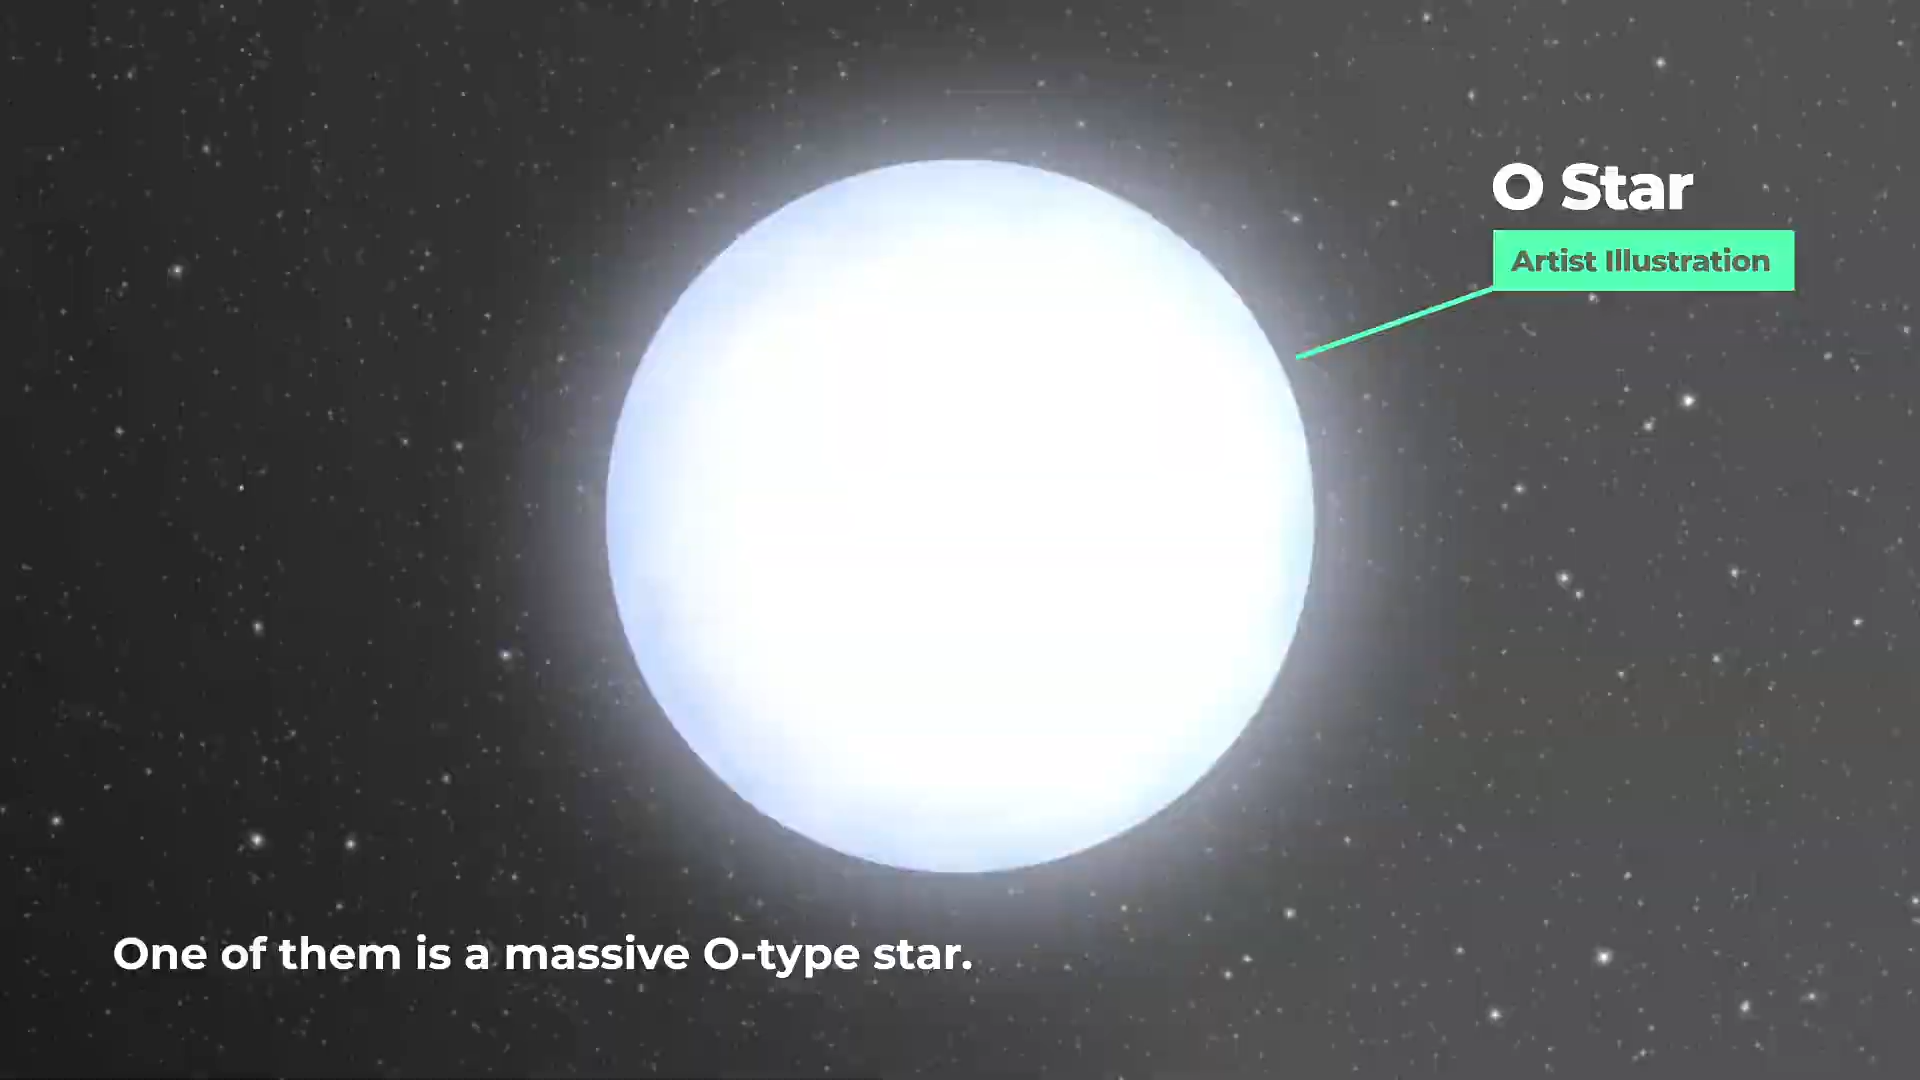 O Star
Artist Illustration
One of them is a massive O-type star.